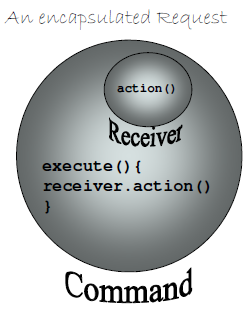 An encapsulated Request
action()
Receiver
execute(){
receiver.action()
}
Command